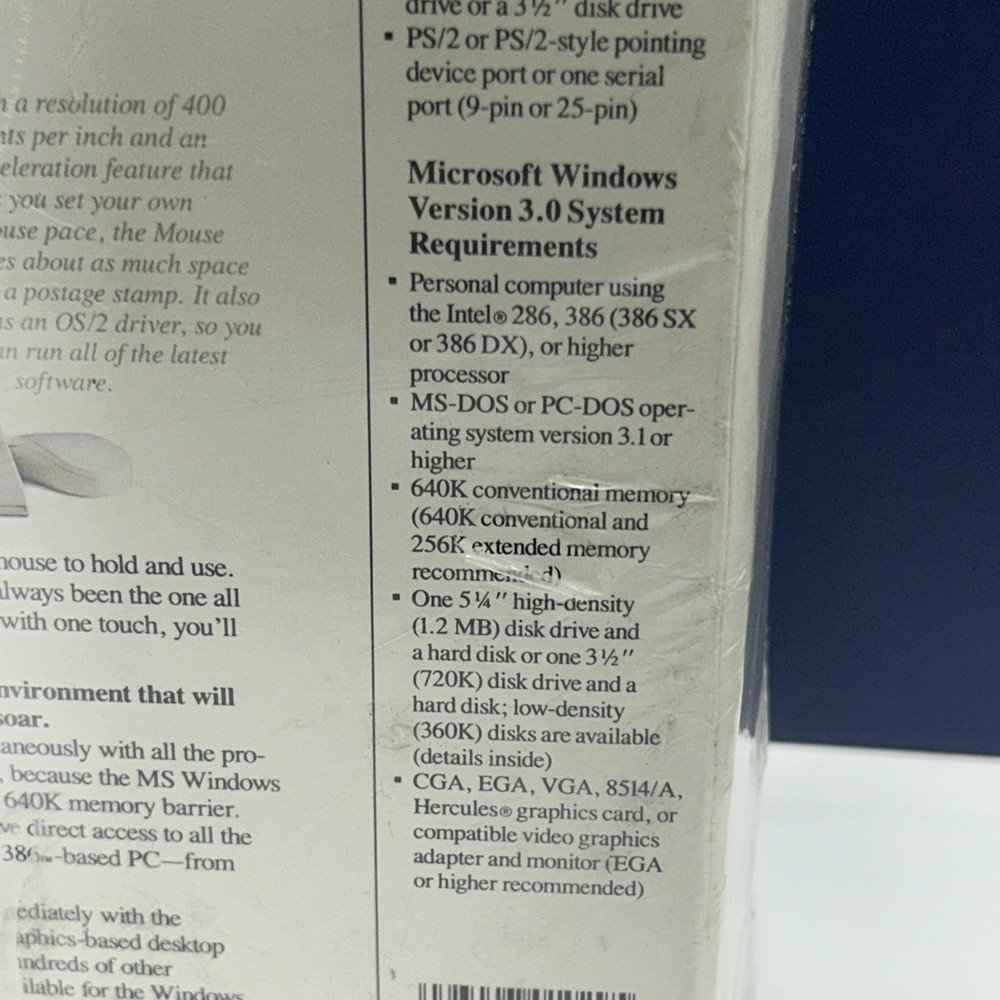 a resolution of 400
per inch and an
feature that
you set your own
pace, the Mouse
about as much space
a postage stamp. It also
an OS/2 driver, so you
run all of the latest
software.
to hold and use.
been the one all
with one touch, you'll
that will
with all the pro-
because the MS Windows
640K memory barrier.
direct access to all the
-based PC—from
with the
-based desktop
of other
for the Windows
drive or a 3½" disk drive
▪ PS/2 or PS/2-style pointing
device port or one serial
port (9-pin or 25-pin)
Microsoft Windows
Version 3.0 System
Requirements
▪ Personal computer using
the Intel® 286, 386 (386 SX
or 386 DX), or higher
processor
▪ MS-DOS or PC-DOS oper-
ating system version 3.1 or
higher
▪ 640K conventional memory
(640K conventional and
256K extended memory
recommended)
▪ One 5¼" high-density
(1.2 MB) disk drive and
a hard disk or one 3½"
(720K) disk drive and a
hard disk; low-density
(360K) disks are available
(details inside)
▪ CGA, EGA, VGA, 8514/A,
Hercules® graphics card, or
compatible video graphics
adapter and monitor (EGA
or higher recommended)